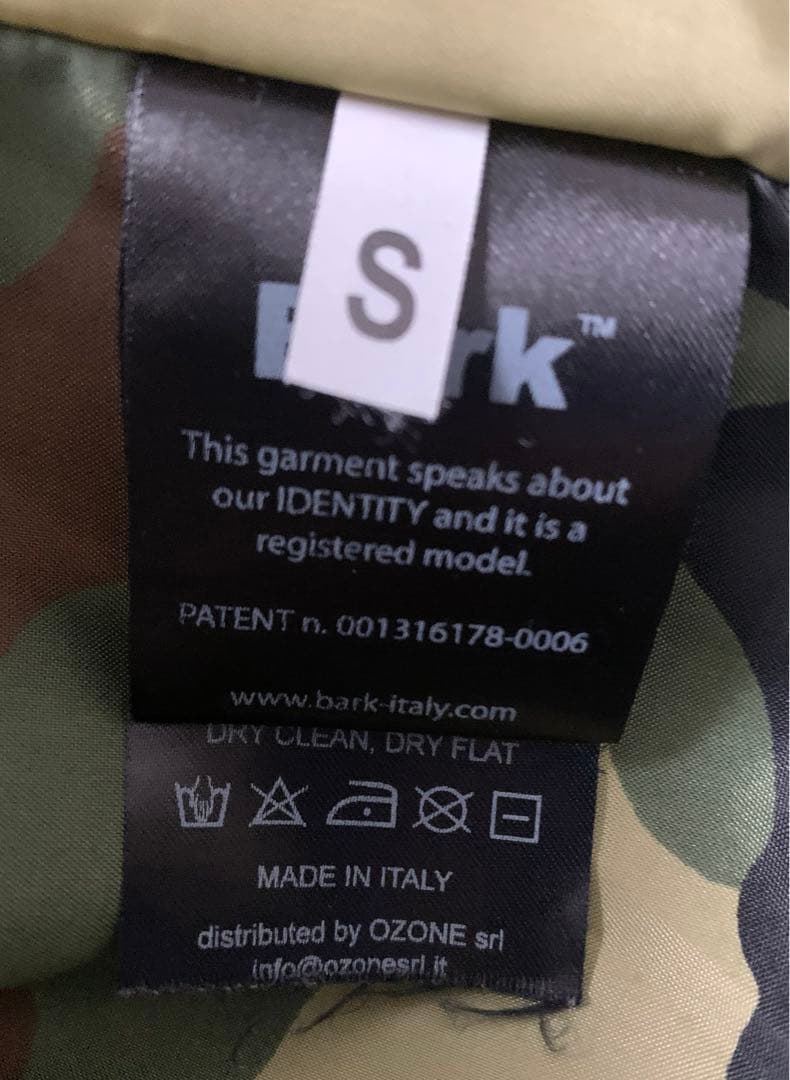 S
rk™
This garment speaks about
our IDENTITY and it is a
registered model.
PATENT n. 001316178-0006
www.bark-italy.com
DRY CLEAN, DRY FLAT
MADE IN ITALY
distributed by OZONE srl
info@ozonesrl.it